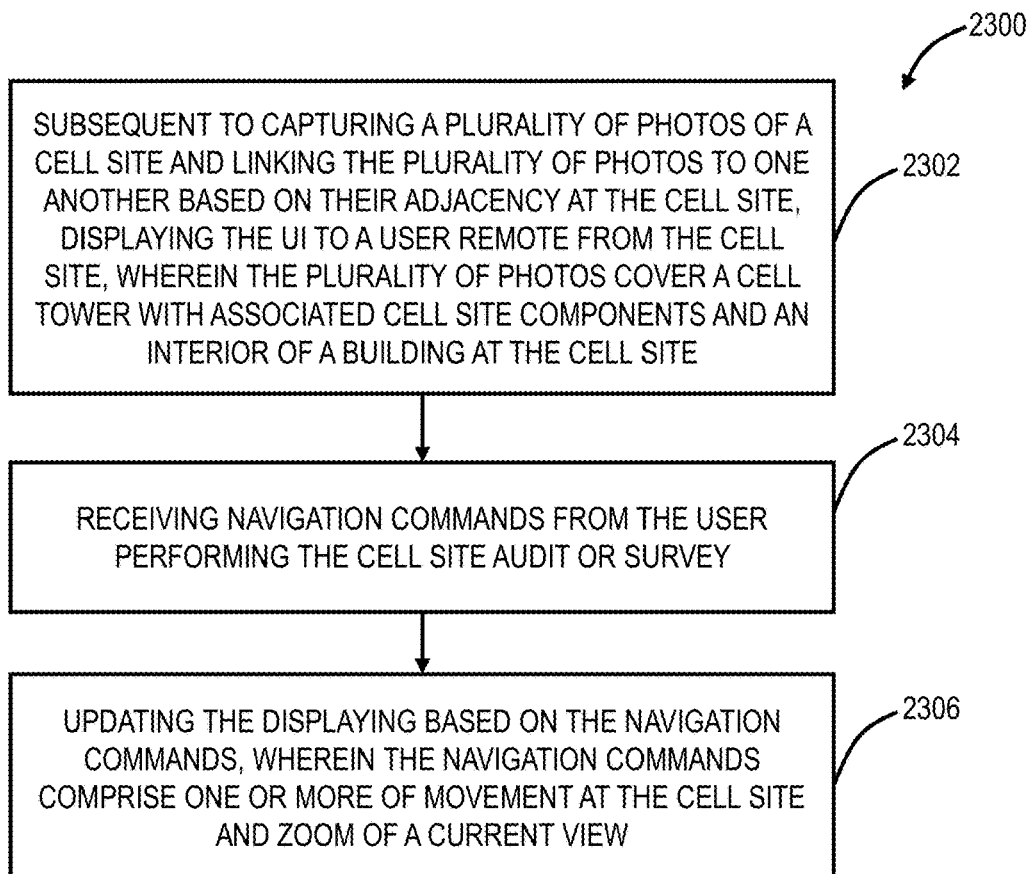 2300
SUBSEQUENT TO CAPTURING A PLURALITY OF PHOTOS OF A
CELL SITE AND LINKING THE PLURALITY OF PHOTOS TO ONE
ANOTHER BASED ON THEIR ADJACENCY AT THE CELL SITE,
DISPLAYING THE UI TO A USER REMOTE FROM THE CELL
SITE, WHEREIN THE PLURALITY OF PHOTOS COVER A CELL
TOWER WITH ASSOCIATED CELL SITE COMPONENTS AND AN
INTERIOR OF A BUILDING AT THE CELL SITE
2302
RECEIVING NAVIGATION COMMANDS FROM THE USER
PERFORMING THE CELL SITE AUDIT OR SURVEY
2304
UPDATING THE DISPLAYING BASED ON THE NAVIGATION
COMMANDS, WHEREIN THE NAVIGATION COMMANDS
COMPRISE ONE OR MORE OF MOVEMENT AT THE CELL SITE
AND ZOOM OF A CURRENT VIEW
2306